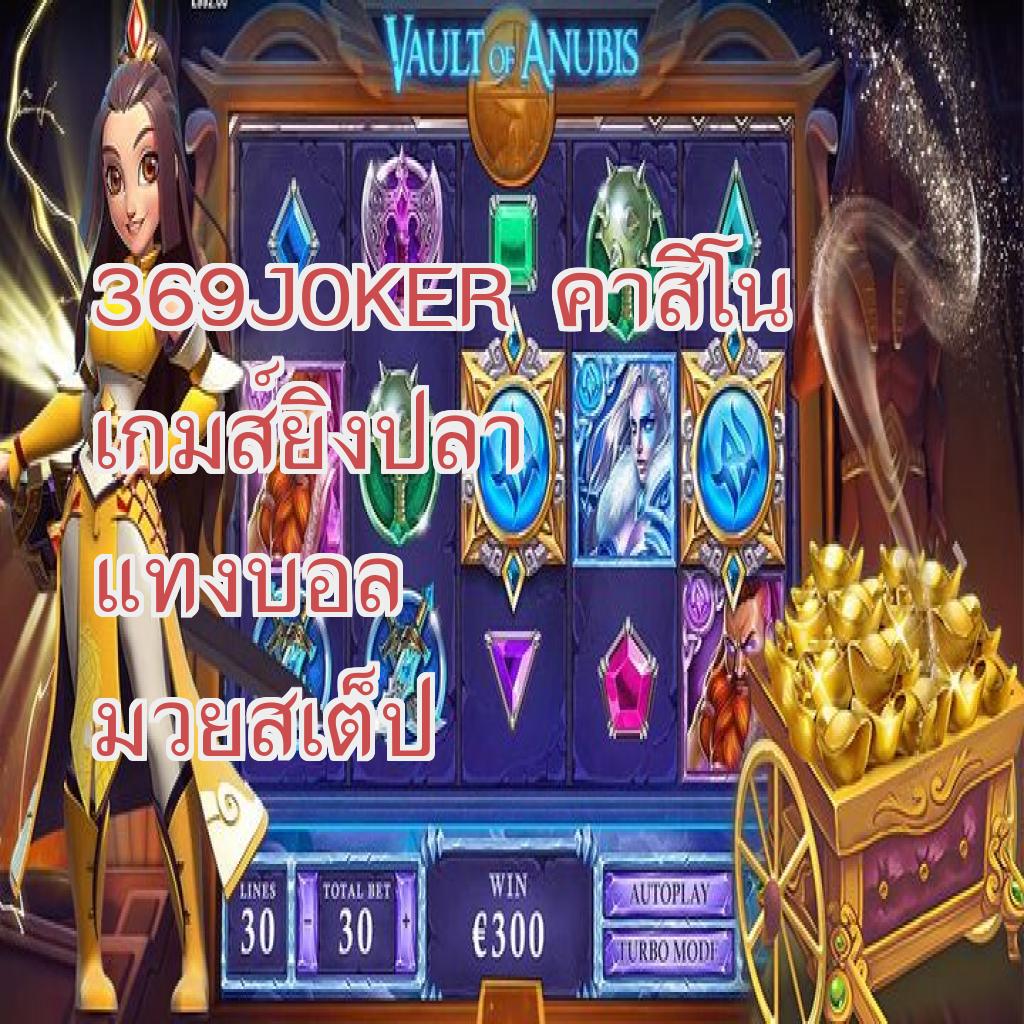 VAULT OF ANUBIS
369JOKER คาสิโน
เกมส์ยิงปลา
แทงบอล
มวยสเต็ป
LINES
30
TOTAL BET
- 30 +
WIN
€300
AUTOPLAY
TURBO MODE